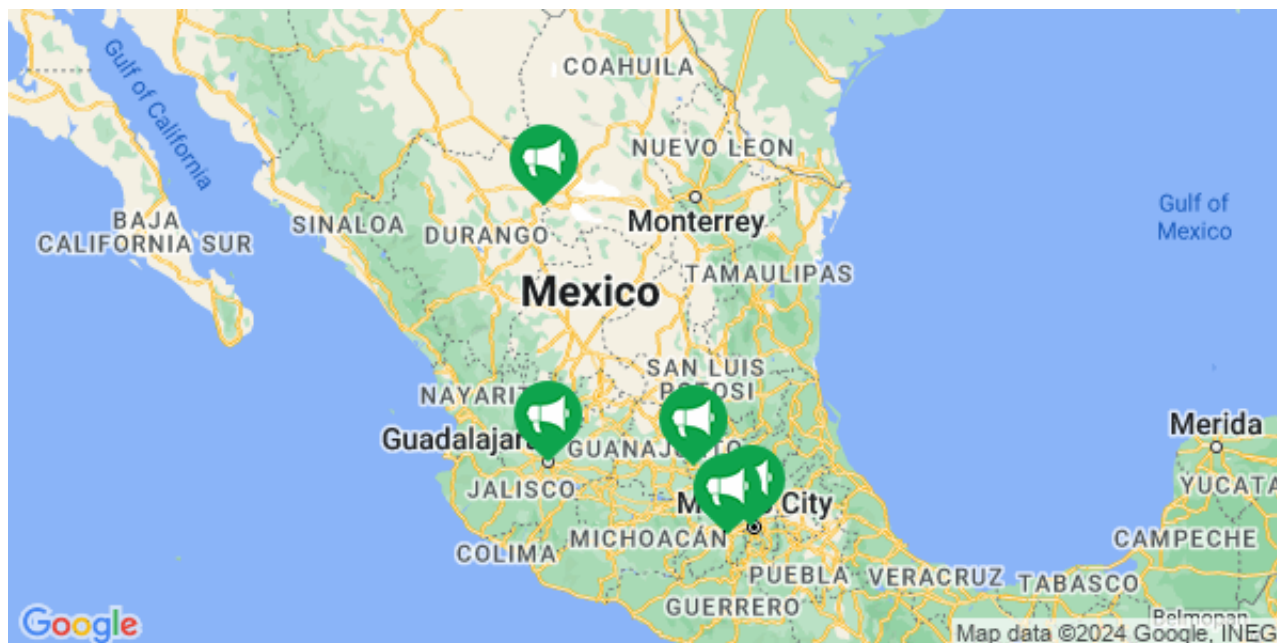 COAHUILA
Gulf of California
NUEVO LEON
BAJA
CALIFORNIA SUR
SINALOA
DURANGO
Monterrey
Gulf of
Mexico
TAMAULIPAS
Mexico
SAN LUIS
POTOSI
NAYARIT
Guadalajara
GUANAJUATO
Merida
JALISCO
YUCATA
Mexico City
MICHOACÁN
COLIMA
CAMPECHE
PUEBLA
VERACRUZ
TABASCO
GUERRERO
Belmopan
Google
Map data ©2024 Google, INEG